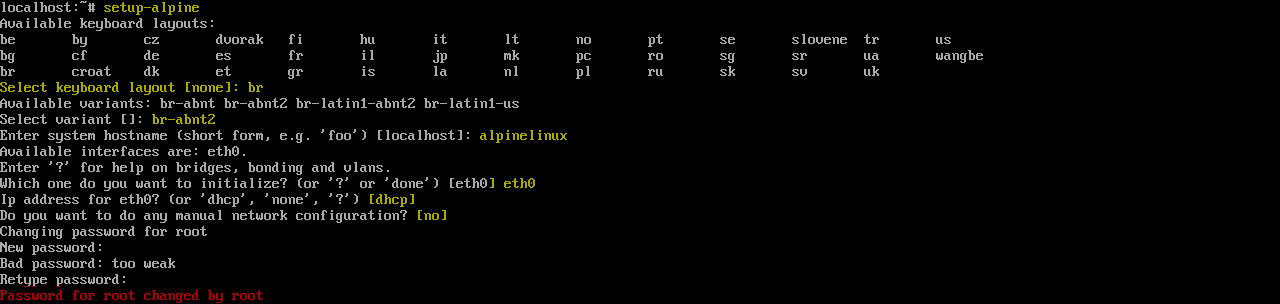 localhost:~# setup-alpine
Available keyboard layouts:
be by cz dvorak fi hu it lt no pt se slovene tr us
bg cf de es fr il jp mk pc ro sg sr ua wangbe
br croat dk et gr is la nl pl ru sk sv uk
Select keyboard layout [none]: br
Available variants: br-abnt br-abnt2 br-latin1-abnt2 br-latin1-us
Select variant []: br-abnt2
Enter system hostname (short form, e.g. 'foo') [localhost]: alpinelinux
Available interfaces are: eth0.
Enter '?' for help on bridges, bonding and vlans.
Which one do you want to initialize? (or '?' or 'done') [eth0] eth0
Ip address for eth0? (or 'dhcp', 'none', '?') [dhcp]
Do you want to do any manual network configuration? [no]
Changing password for root
New password:
Bad password: too weak
Retype password:
Password for root changed by root